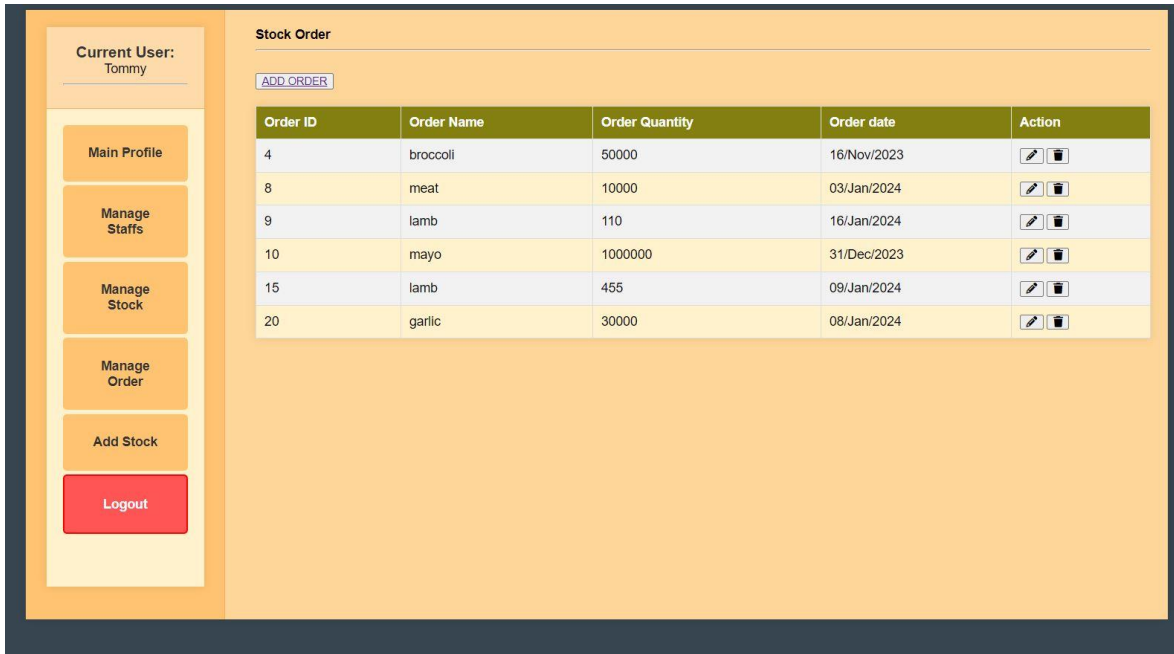 Current User:
Tommy
Main Profile
Manage
Staffs
Manage
Stock
Manage
Order
Add Stock
Logout
Stock Order
ADD ORDER
Order ID Order Name Order Quantity Order date Action
4 broccoli 50000 16/Nov/2023
8 meat 10000 03/Jan/2024
9 lamb 110 16/Jan/2024
10 mayo 1000000 31/Dec/2023
15 lamb 455 09/Jan/2024
20 garlic 30000 08/Jan/2024